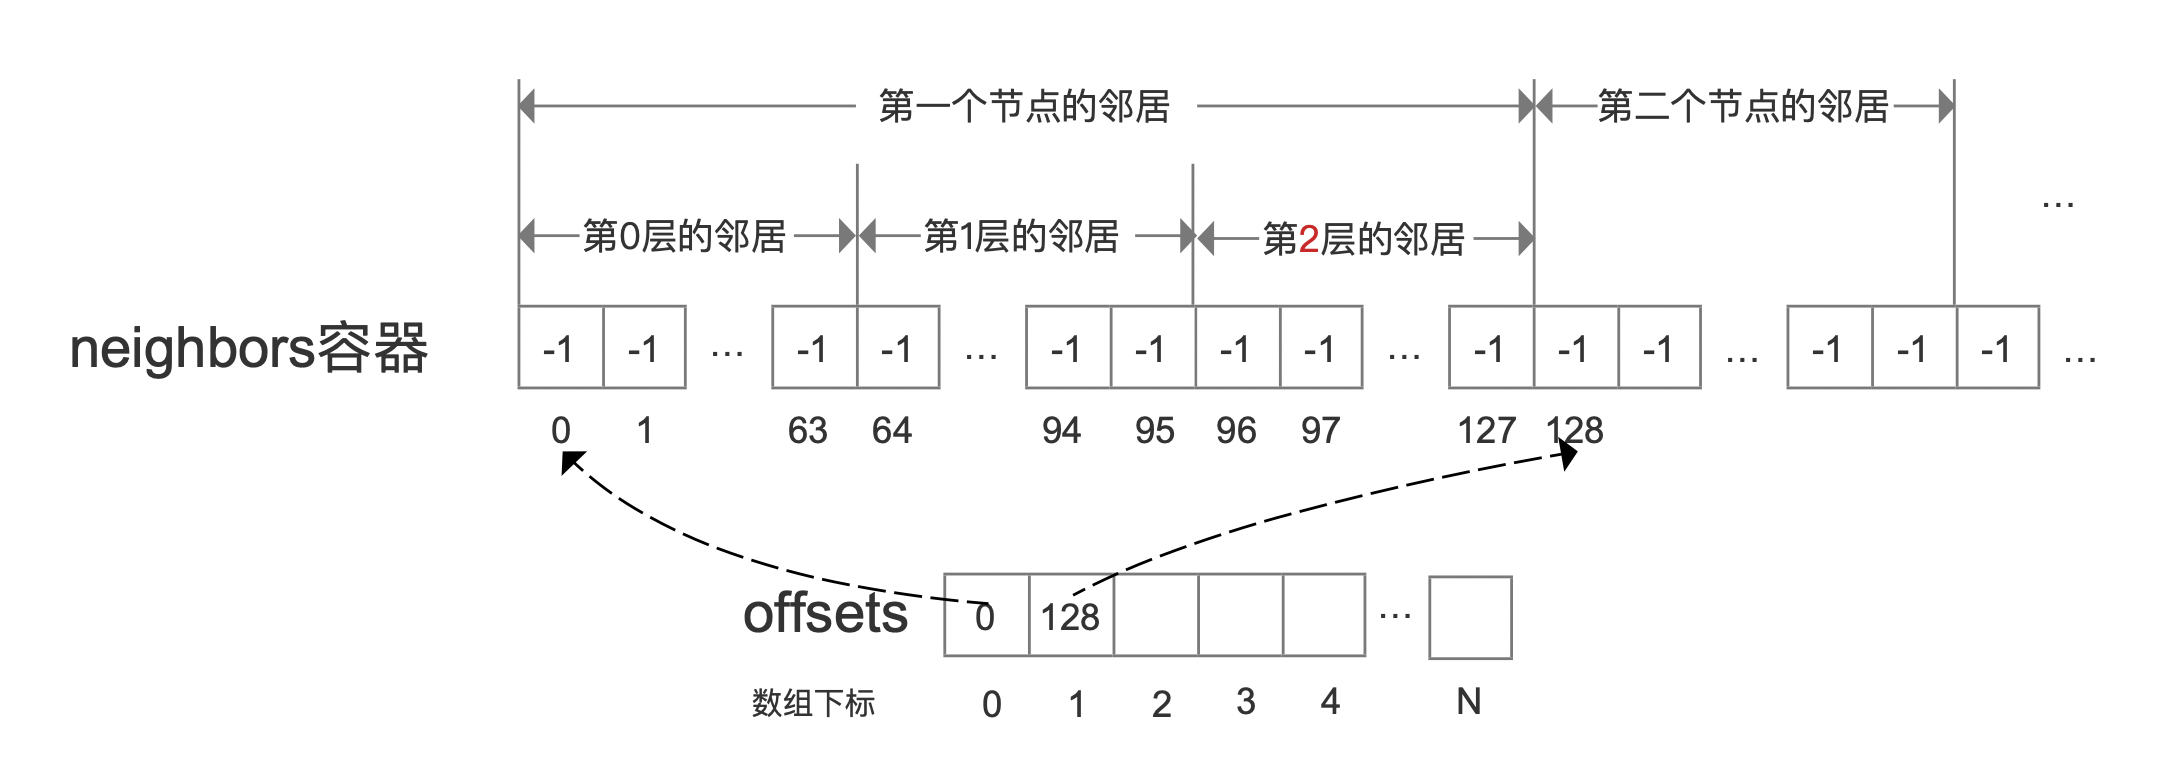 第一个节点的邻居 第二个节点的邻居
...
第0层的邻居 第1层的邻居 第2层的邻居
neighbors容器 -1 -1 ... -1 -1 ... -1 -1 -1 -1 ... -1 -1 -1 ... -1 -1 -1 ...
0 1 63 64 94 95 96 97 127 128
offsets 0 128 ...
数组下标 0 1 2 3 4 N